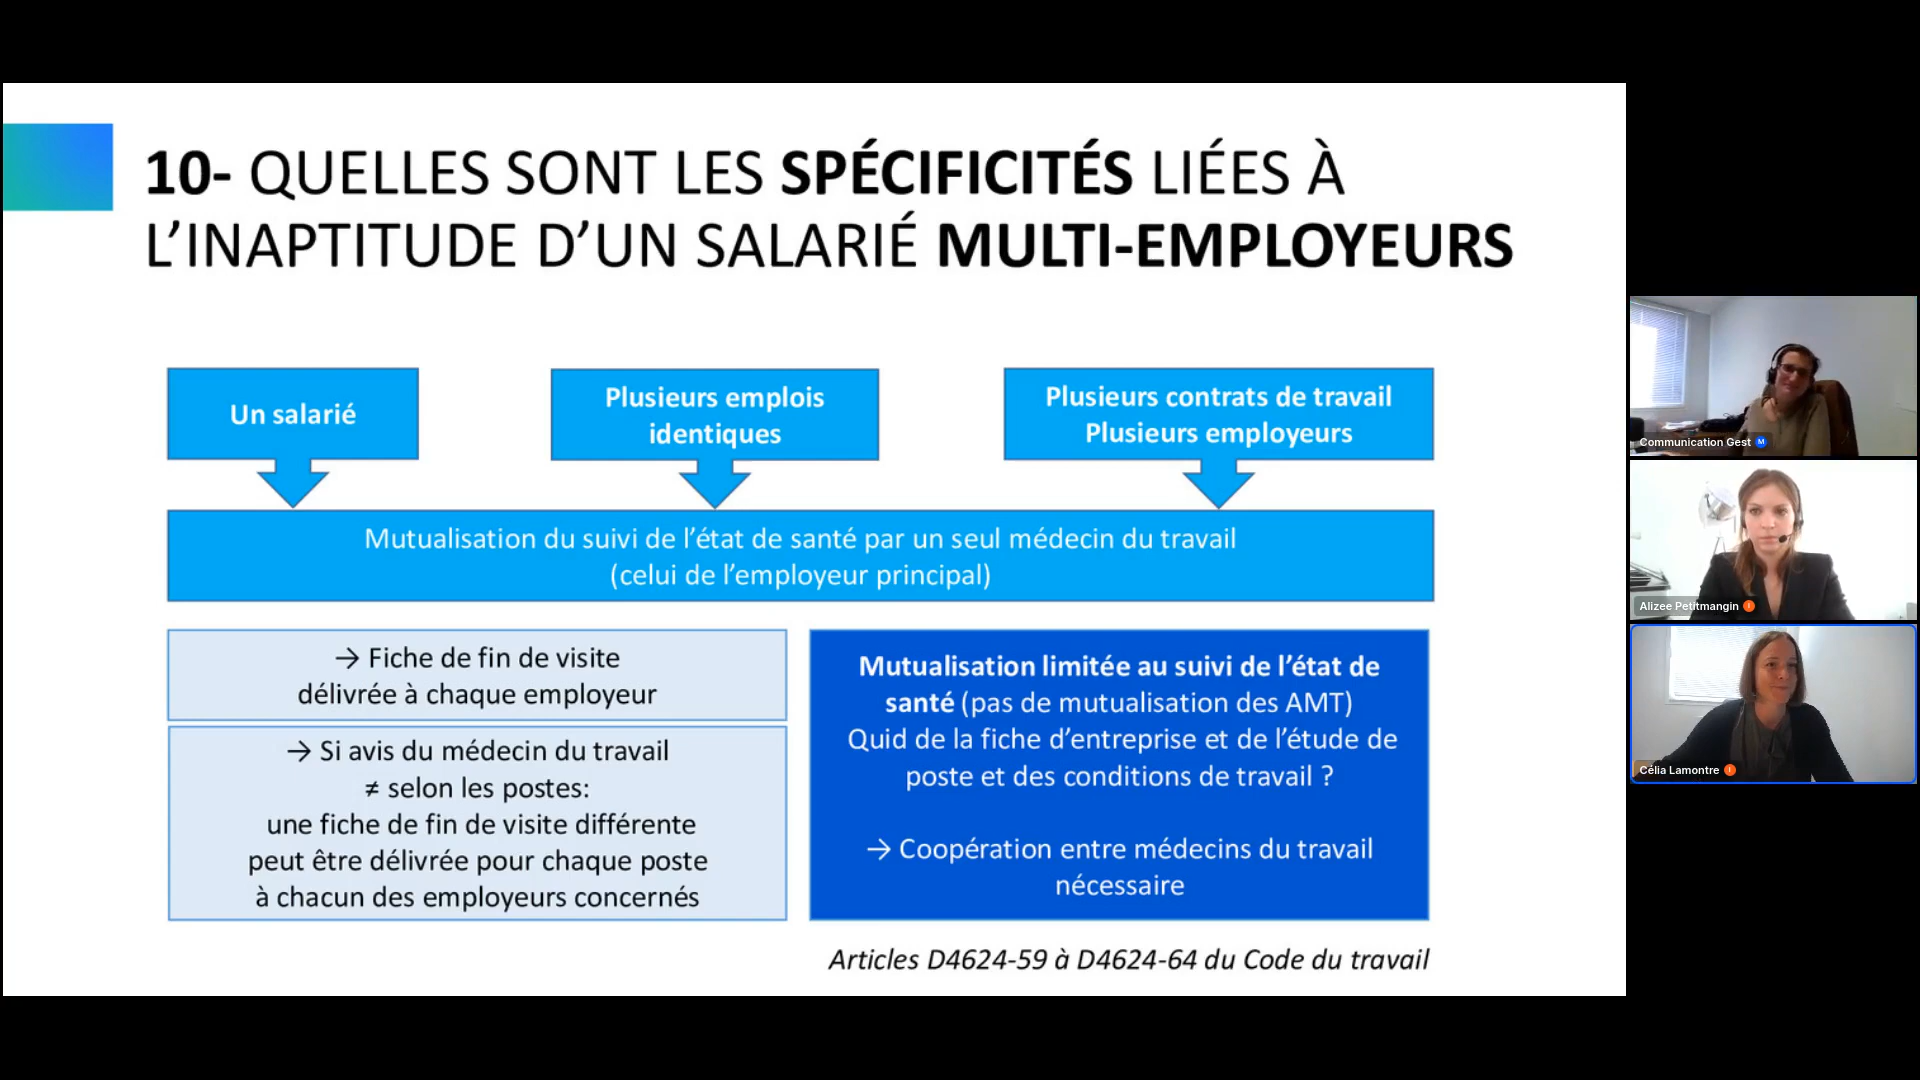 10- QUELLES SONT LES SPÉCIFICITÉS LIÉES À
L’INAPTITUDE D’UN SALARIÉ MULTI-EMPLOYEURS
Un salarié
Plusieurs emplois
identiques
Plusieurs contrats de travail
Plusieurs employeurs
Mutualisation du suivi de l’état de santé par un seul médecin du travail
(celui de l’employeur principal)
→ Fiche de fin de visite
délivrée à chaque employeur
→ Si avis du médecin du travail
≠ selon les postes:
une fiche de fin de visite différente
peut être délivrée pour chaque poste
à chacun des employeurs concernés
Mutualisation limitée au suivi de l’état de
santé (pas de mutualisation des AMT)
Quid de la fiche d’entreprise et de l’étude de
poste et des conditions de travail ?
→ Coopération entre médecins du travail
nécessaire
Articles D4624-59 à D4624-64 du Code du travail
Communication Gest M
Alizee Petitmangin I
Célia Lamontre I